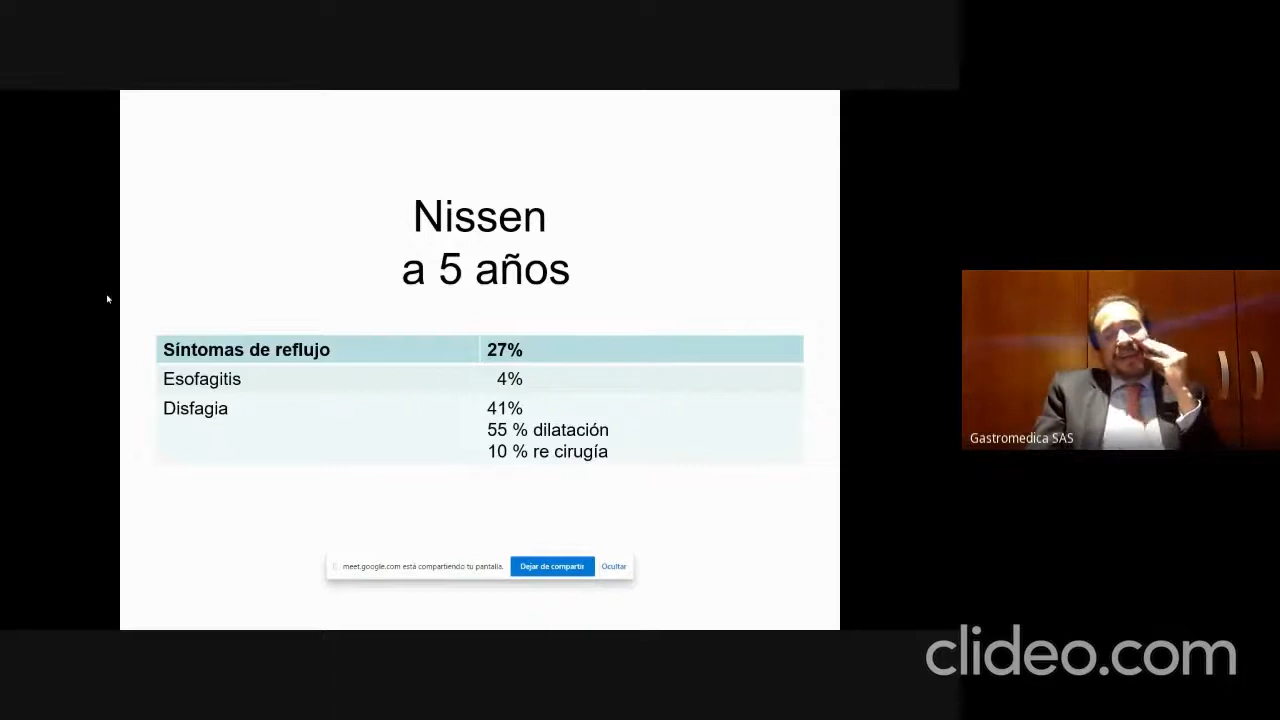 Nissen
a 5 años
Síntomas de reflujo 27%
Esofagitis 4%
Disfagia 41%
55 % dilatación
10 % re cirugía
meet.google.com está compartiendo tu pantalla. Dejar de compartir Ocultar
Gastromedica SAS
clideo.com